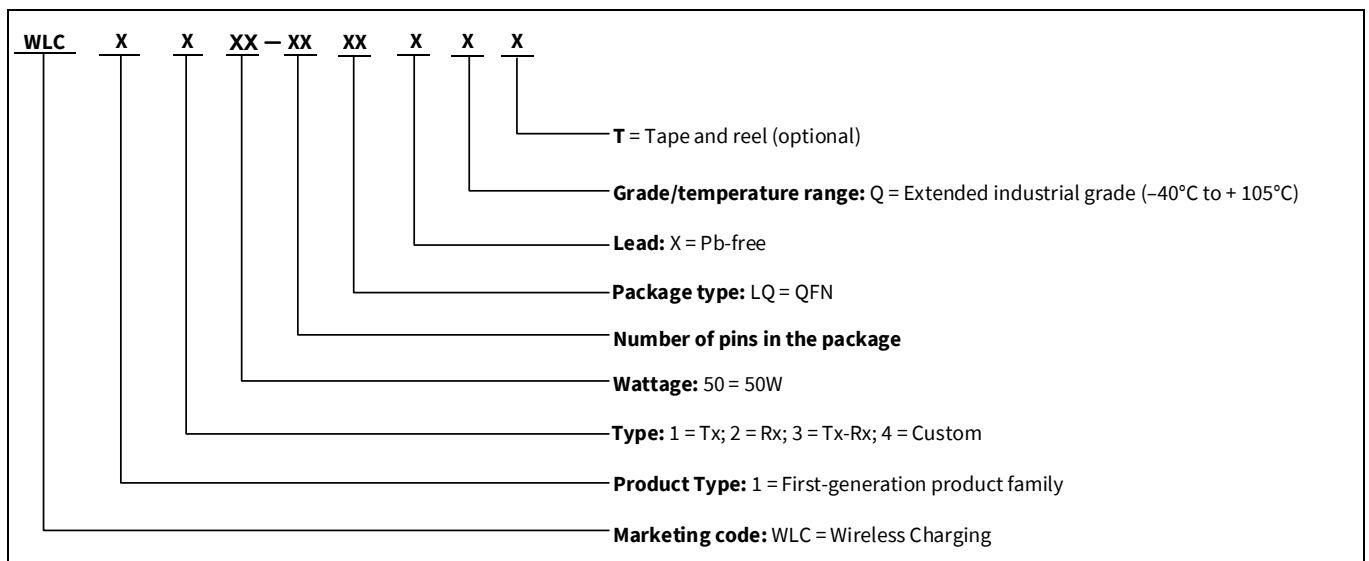 WLC X X XX – XX XX X X X
T = Tape and reel (optional)
Grade/temperature range: Q = Extended industrial grade (–40°C to + 105°C)
Lead: X = Pb-free
Package type: LQ = QFN
Number of pins in the package
Wattage: 50 = 50W
Type: 1 = Tx; 2 = Rx; 3 = Tx-Rx; 4 = Custom
Product Type: 1 = First-generation product family
Marketing code: WLC = Wireless Charging